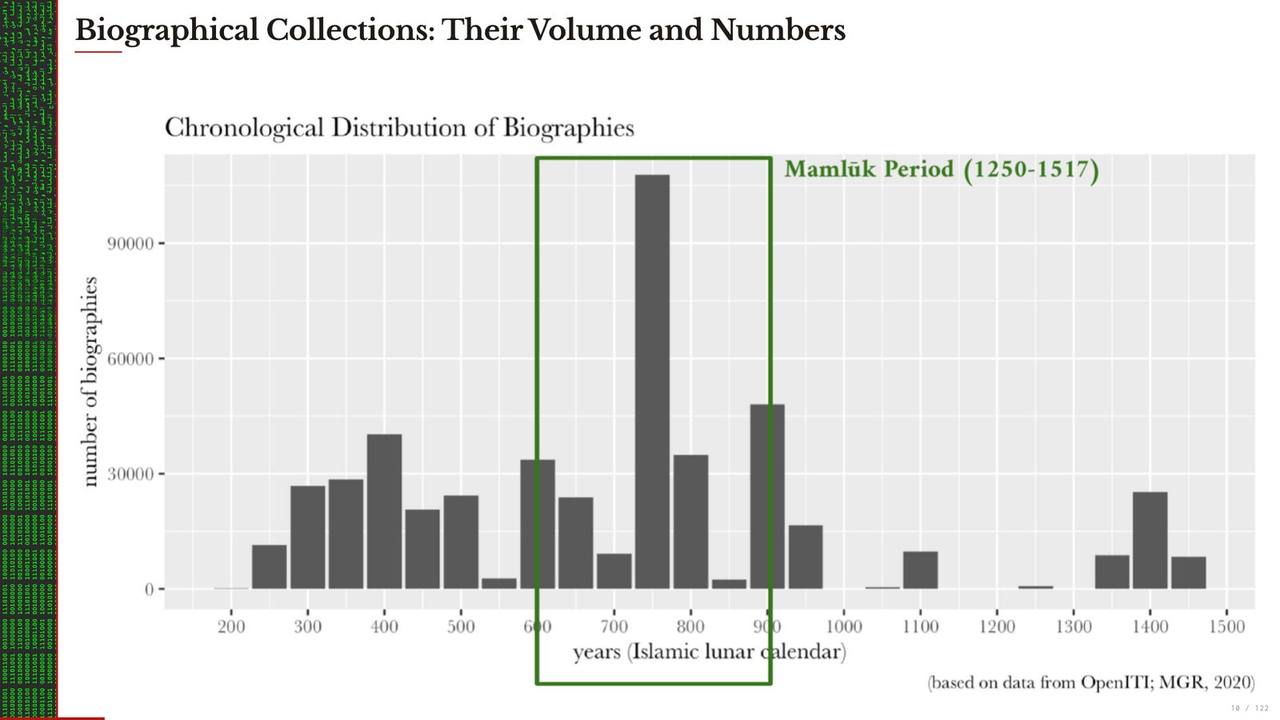 Biographical Collections: Their Volume and Numbers
Chronological Distribution of Biographies
Mamlūk Period (1250-1517)
number of biographies
90000
60000
30000
0
200 300 400 500 600 700 800 900 1000 1100 1200 1300 1400 1500
years (Islamic lunar calendar)
(based on data from OpenITI; MGR, 2020)
10 / 122